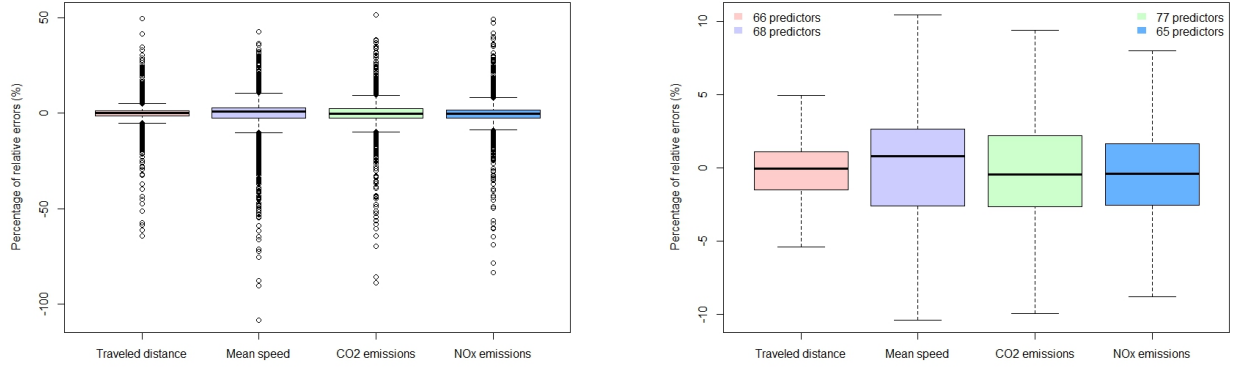 Percentage of relative errors (%)
50
0
-50
-100
Traveled distance
Mean speed
CO2 emissions
NOx emissions
Percentage of relative errors (%)
10
5
0
-5
-10
66 predictors
68 predictors
77 predictors
65 predictors
Traveled distance
Mean speed
CO2 emissions
NOx emissions